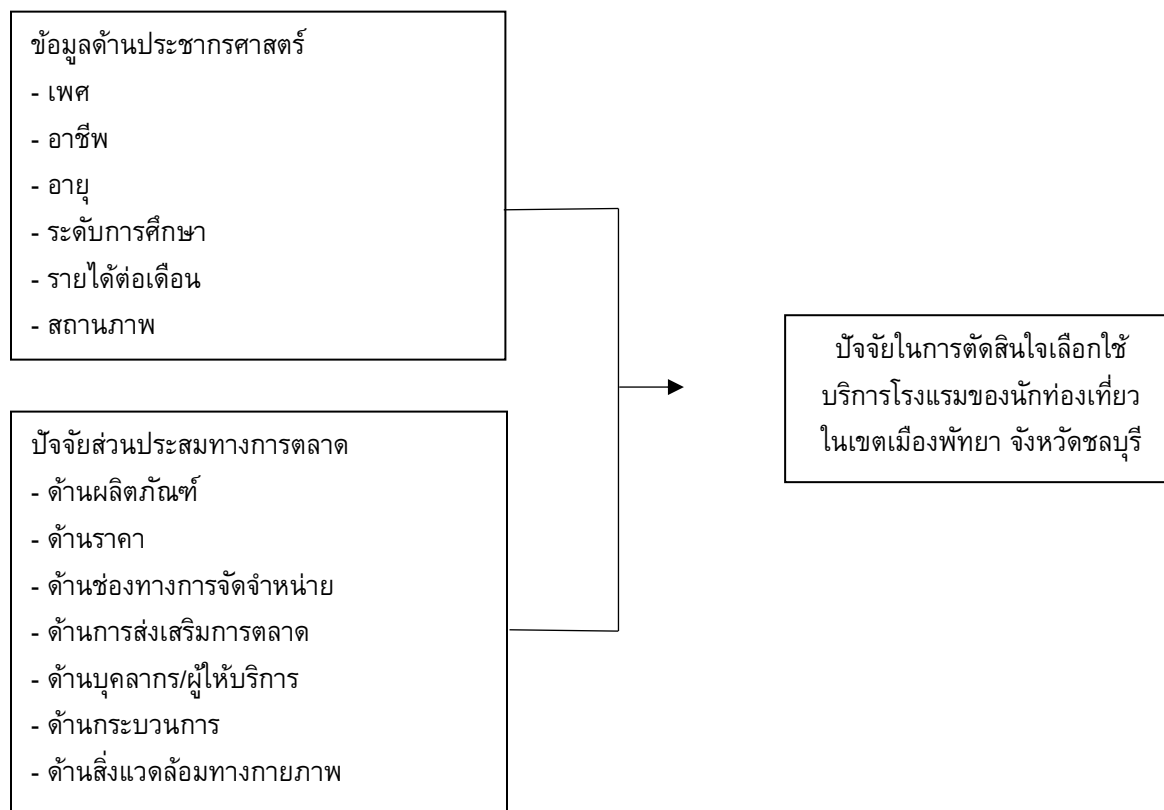 ข้อมูลด้านประชากรศาสตร์
- เพศ
- อาชีพ
- อายุ
- ระดับการศึกษา
- รายได้ต่อเดือน
- สถานภาพ
ปัจจัยส่วนประสมทางการตลาด
- ด้านผลิตภัณฑ์
- ด้านราคา
- ด้านช่องทางการจัดจำหน่าย
- ด้านการส่งเสริมการตลาด
- ด้านบุคลากร/ผู้ให้บริการ
- ด้านกระบวนการ
- ด้านสิ่งแวดล้อมทางกายภาพ
ปัจจัยในการตัดสินใจเลือกใช้
บริการโรงแรมของนักท่องเที่ยว
ในเขตเมืองพัทยา จังหวัดชลบุรี